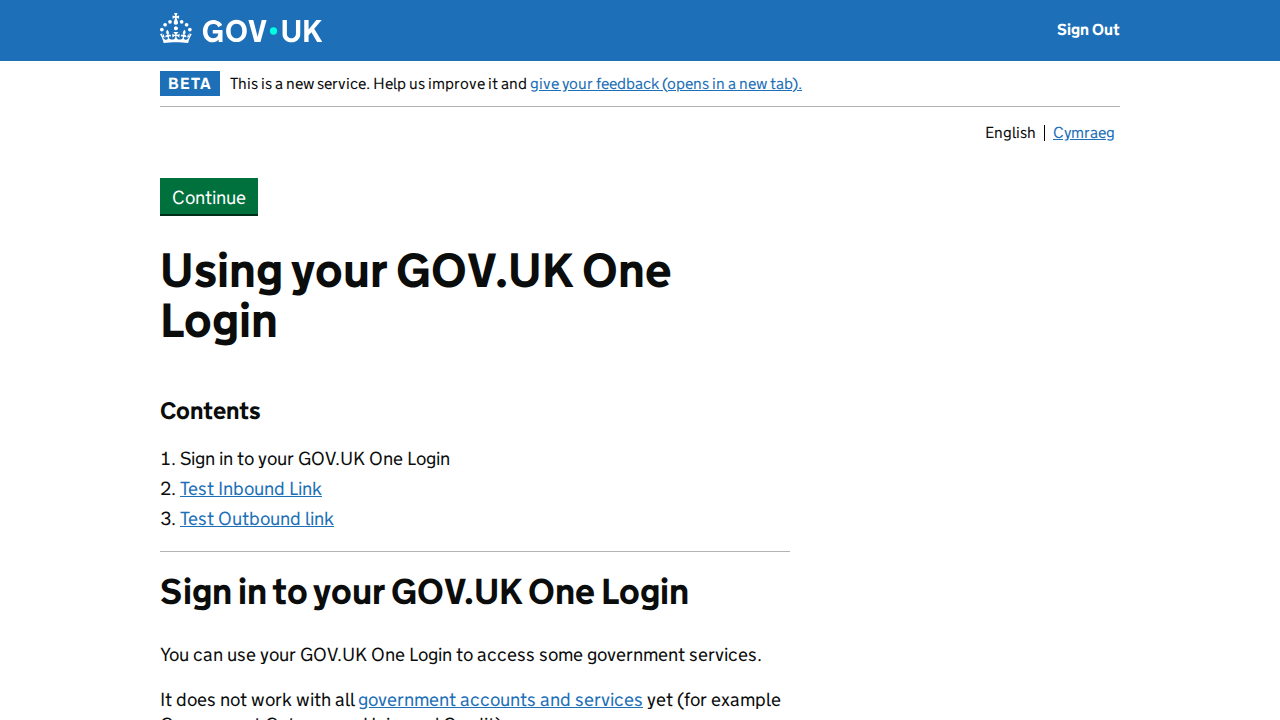 GOV.UK
Sign Out
BETA This is a new service. Help us improve it and give your feedback (opens in a new tab).
English | Cymraeg
Continue
Using your GOV.UK One
Login
Contents
1. Sign in to your GOV.UK One Login
2. Test Inbound Link
3. Test Outbound link
Sign in to your GOV.UK One Login
You can use your GOV.UK One Login to access some government services.
It does not work with all government accounts and services yet (for example